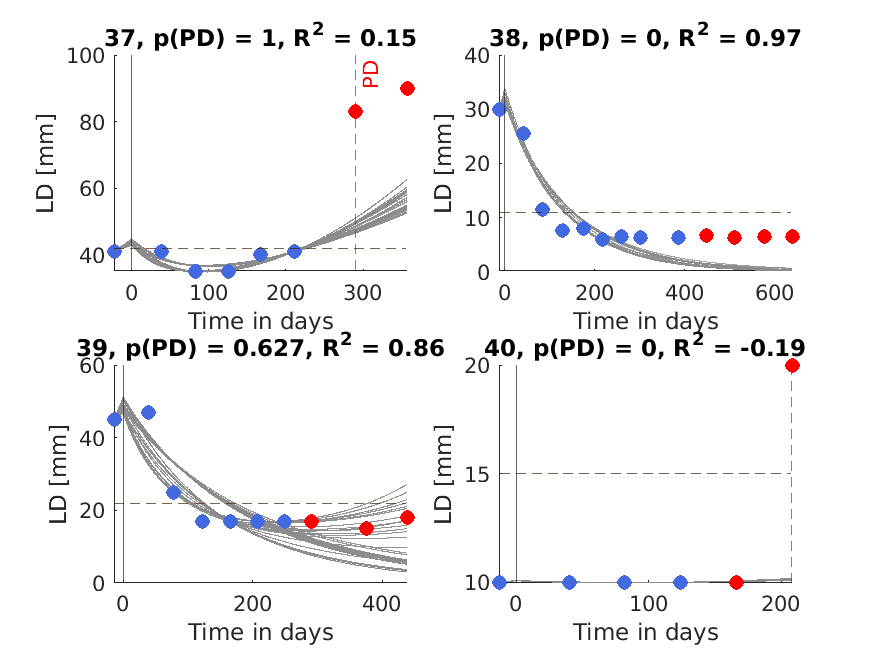 37, p(PD) = 1, R² = 0.15
100
80
60
40
LD [mm]
PD
0 100 200 300
Time in days
38, p(PD) = 0, R² = 0.97
40
30
20
10
0
LD [mm]
0 200 400 600
Time in days
39, p(PD) = 0.627, R² = 0.86
60
40
20
0
LD [mm]
0 200 400
Time in days
40, p(PD) = 0, R² = -0.19
20
15
10
LD [mm]
0 100 200
Time in days